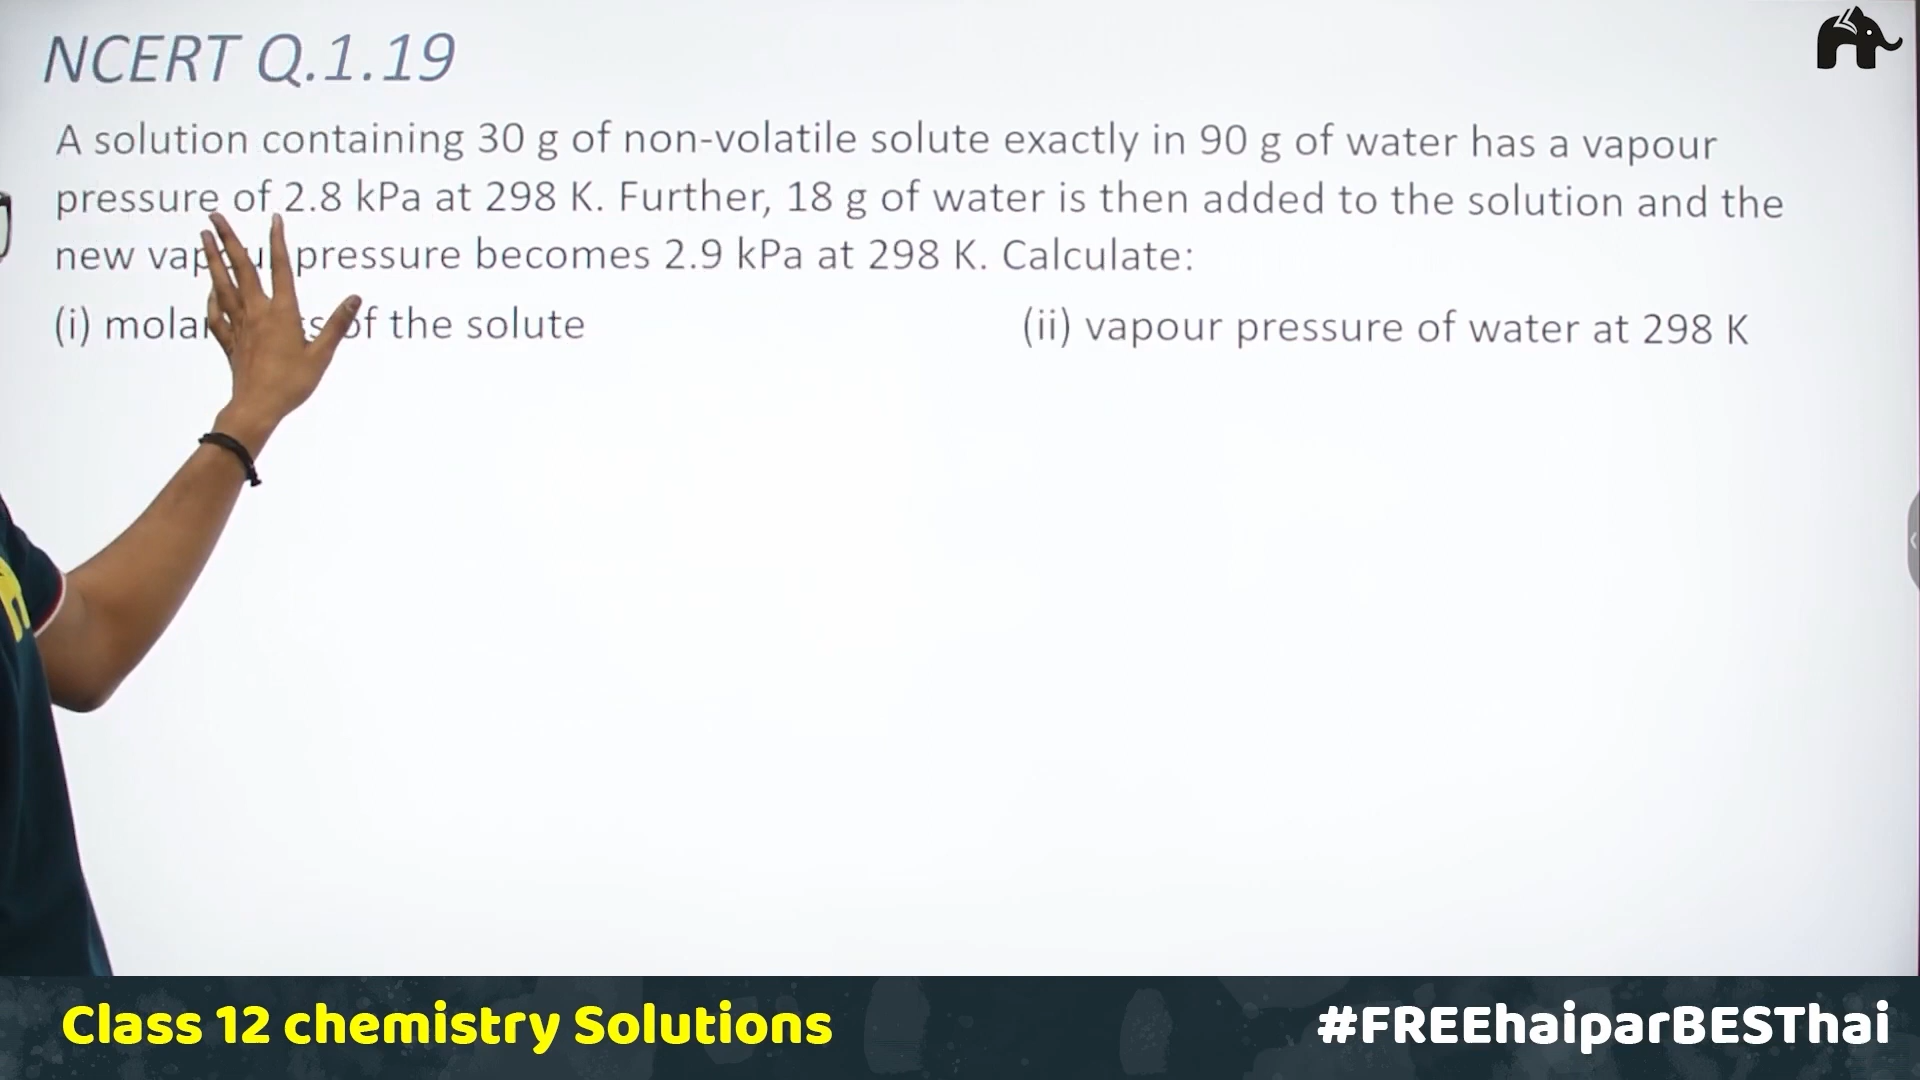 NCERT Q.1.19
A solution containing 30 g of non-volatile solute exactly in 90 g of water has a vapour
pressure of 2.8 kPa at 298 K. Further, 18 g of water is then added to the solution and the
new vapour pressure becomes 2.9 kPa at 298 K. Calculate:
(i) molar of the solute (ii) vapour pressure of water at 298 K
Class 12 chemistry Solutions #FREEhaiparBESThai